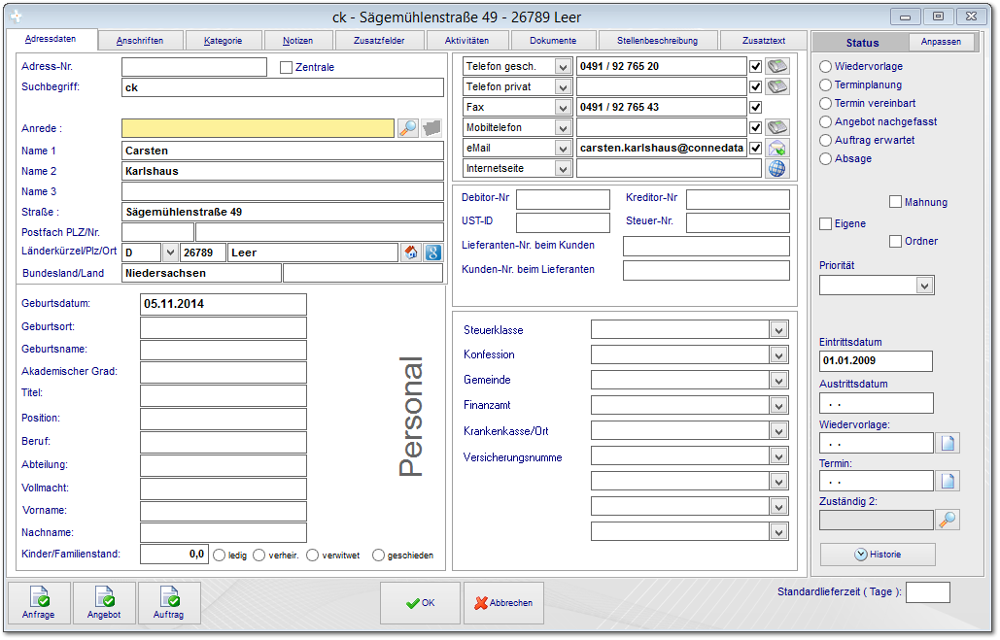 ck - Sägemühlenstraße 49 - 26789 Leer
Adressdaten Anschriften Kategorie Notizen Zusatzfelder Aktivitäten Dokumente Stellenbeschreibung Zusatztext
Adress-Nr. Zentrale
Suchbegriff: ck
Anrede :
Name 1 Carsten
Name 2 Karlshaus
Name 3
Straße : Sägemühlenstraße 49
Postfach PLZ/Nr.
Länderkürzel/Plz/Ort D 26789 Leer
Bundesland/Land Niedersachsen
Geburtsdatum: 05.11.2014
Geburtsort:
Geburtsname:
Akademischer Grad:
Titel:
Position:
Beruf:
Abteilung:
Vollmacht:
Vorname:
Nachname:
Kinder/Familienstand: 0,0 ledig verheir. verwitwet geschieden
Personal
Telefon gesch. 0491 / 92 765 20
Telefon privat
Fax 0491 / 92 765 43
Mobiltelefon
eMail carsten.karlshaus@connedata
Internetseite
Debitor-Nr Kreditor-Nr
UST-ID Steuer-Nr.
Lieferanten-Nr. beim Kunden
Kunden-Nr. beim Lieferanten
Steuerklasse
Konfession
Gemeinde
Finanzamt
Krankenkasse/Ort
Versicherungsnumme
Status Anpassen
Wiedervorlage
Terminplanung
Termin vereinbart
Angebot nachgefasst
Auftrag erwartet
Absage
Mahnung
Eigene
Ordner
Priorität
Eintrittsdatum
01.01.2009
Austrittsdatum
. .
Wiedervorlage:
. .
Termin:
. .
Zuständig 2:
Historie
Standardlieferzeit ( Tage ):
Anfrage Angebot Auftrag OK Abbrechen